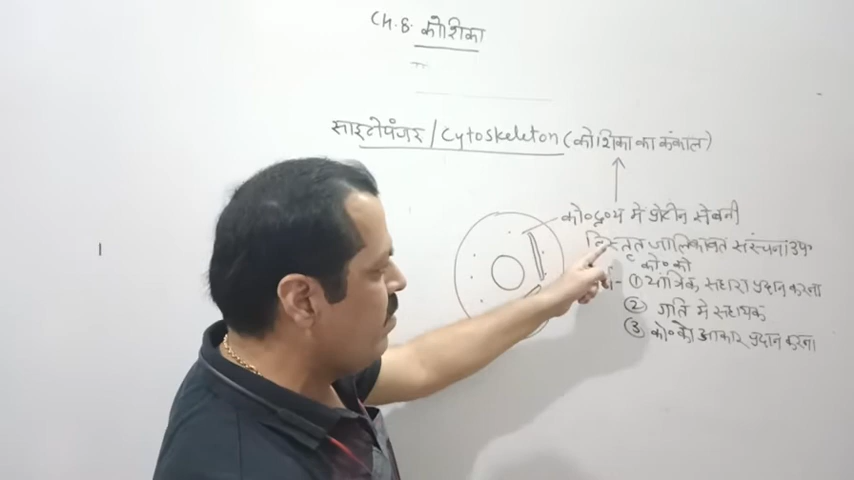 Ch. 8. कोशिका
साइटोपंजर / Cytoskeleton (कोशिका का कंकाल)
को०द्रव्य में प्रोटीन से बनी
विस्तृत जालिकावत संरचना उप०
को० को
① यांत्रिक सहारा प्रदान करना
② गति में सहायक
③ को० को आकार प्रदान करना